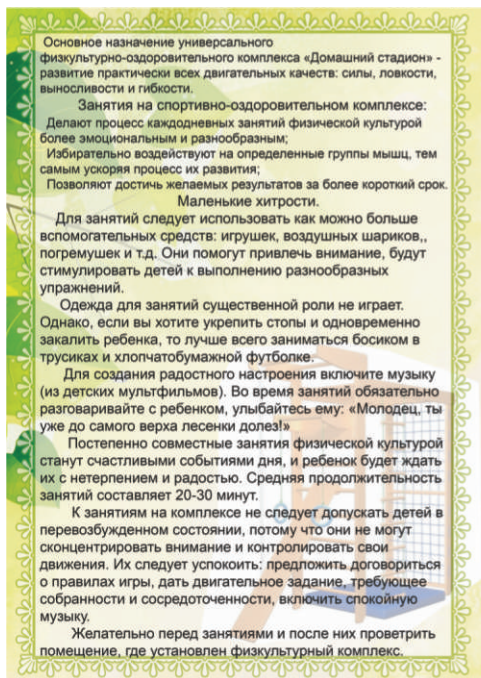 Основное назначение универсального
физкультурно-оздоровительного комплекса «Домашний стадион» -
развитие практически всех двигательных качеств: силы, ловкости,
выносливости и гибкости.
Занятия на спортивно-оздоровительном комплексе:
Делают процесс каждодневных занятий физической культурой
более эмоциональным и разнообразным;
Избирательно воздействуют на определенные группы мышц, тем
самым ускоряя процесс их развития;
Позволяют достичь желаемых результатов за более короткий срок.
Маленькие хитрости.
Для занятий следует использовать как можно больше
вспомогательных средств: игрушек, воздушных шариков,,
погремушек и т.д. Они помогут привлечь внимание, будут
стимулировать детей к выполнению разнообразных
упражнений.
Одежда для занятий существенной роли не играет.
Однако, если вы хотите укрепить стопы и одновременно
закалить ребенка, то лучше всего заниматься босиком в
трусиках и хлопчатобумажной футболке.
Для создания радостного настроения включите музыку
(из детских мультфильмов). Во время занятий обязательно
разговаривайте с ребенком, улыбайтесь ему: «Молодец, ты
уже до самого верха лесенки долез!»
Постепенно совместные занятия физической культурой
станут счастливыми событиями дня, и ребенок будет ждать
их с нетерпением и радостью. Средняя продолжительность
занятий составляет 20-30 минут.
К занятиям на комплексе не следует допускать детей в
перевозбужденном состоянии, потому что они не могут
сконцентрировать внимание и контролировать свои
движения. Их следует успокоить: предложить договориться
о правилах игры, дать двигательное задание, требующее
собранности и сосредоточенности, включить спокойную
музыку.
Желательно перед занятиями и после них проветрить
помещение, где установлен физкультурный комплекс.